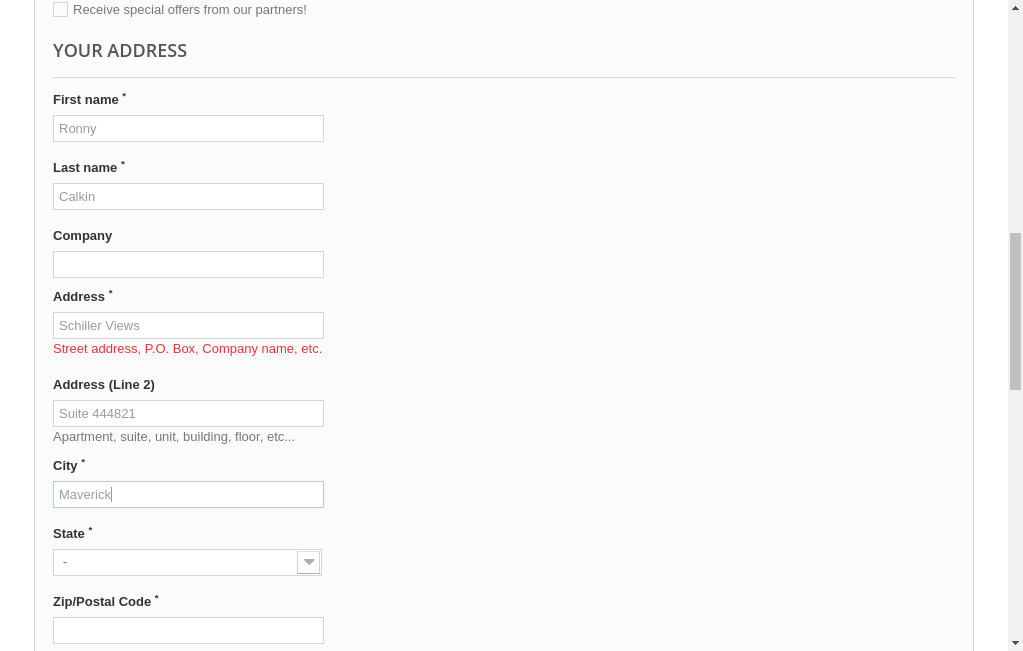 Receive special offers from our partners!
YOUR ADDRESS
First name *
Ronny
Last name *
Calkin
Company
Address *
Schiller Views
Street address, P.O. Box, Company name, etc.
Address (Line 2)
Suite 444821
Apartment, suite, unit, building, floor, etc...
City *
Maverick
State *
-
Zip/Postal Code *